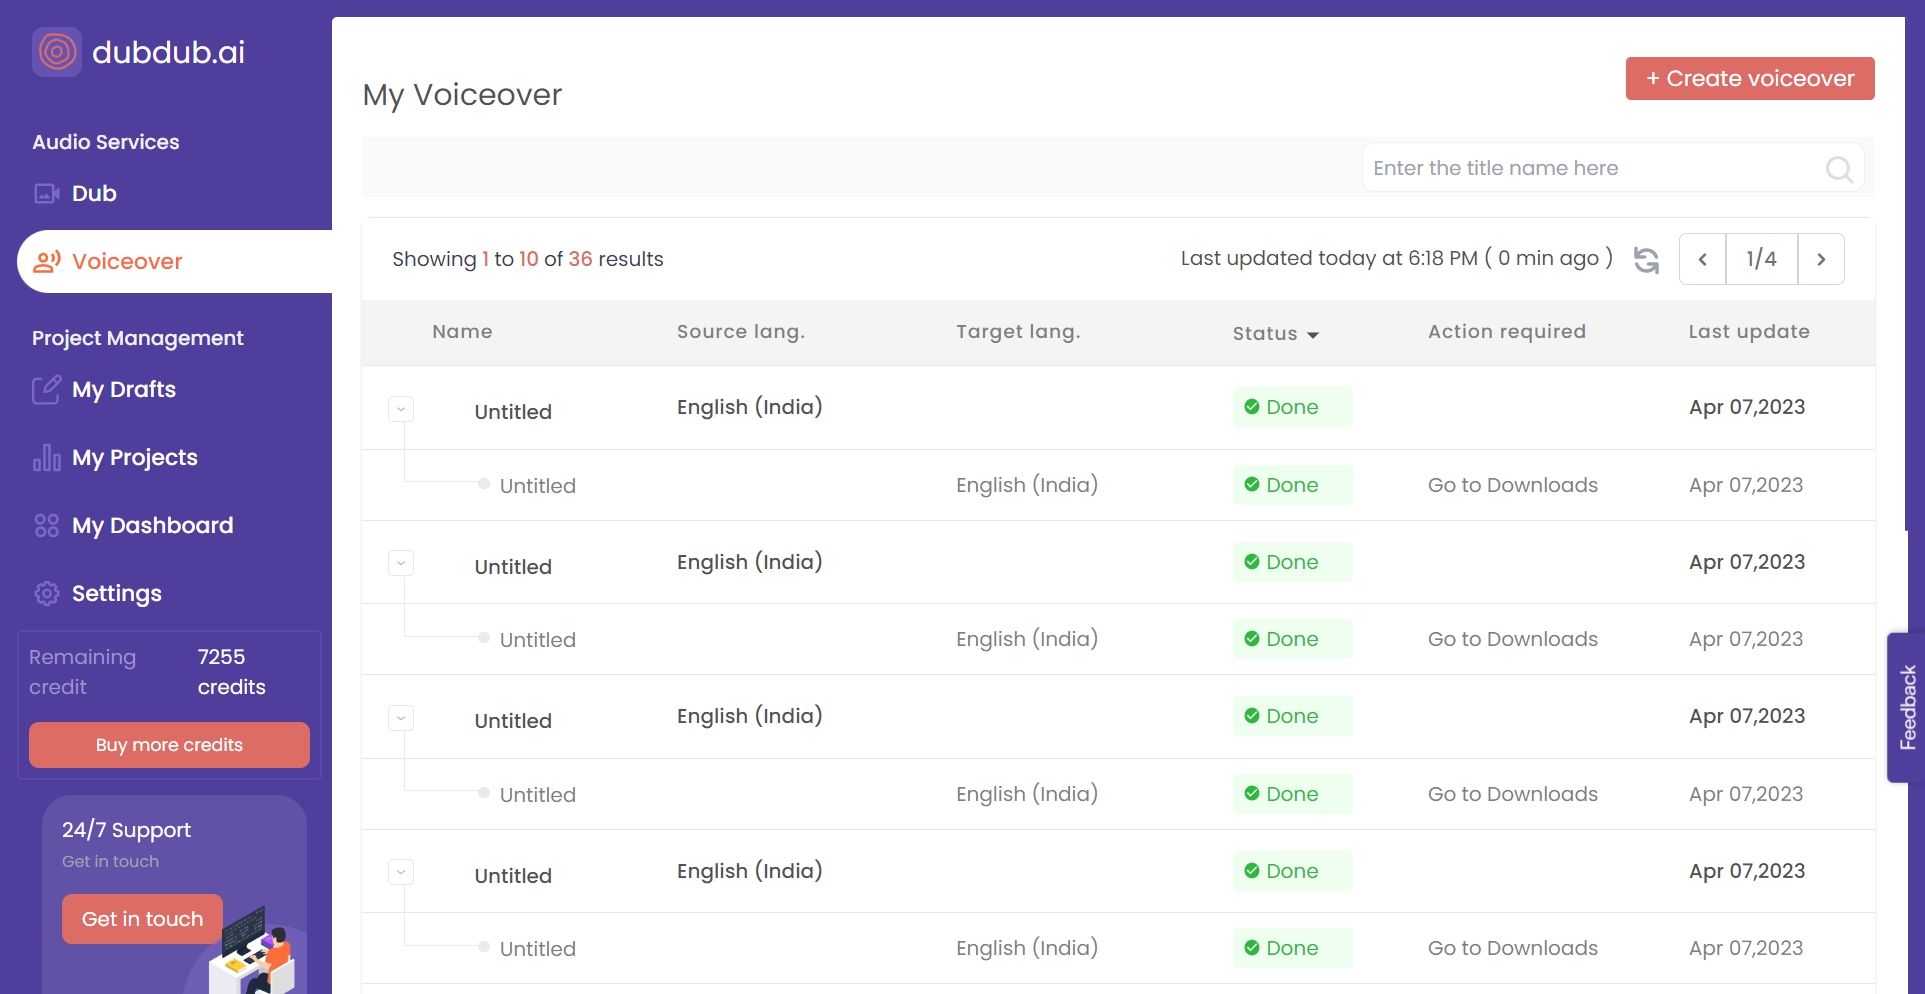 dubdub.ai
Audio Services
Dub
Voiceover
Project Management
My Drafts
My Projects
My Dashboard
Settings
Remaining credit
7255 credits
Buy more credits
24/7 Support
Get in touch
Get in touch
My Voiceover
+ Create voiceover
Enter the title name here
Showing 1 to 10 of 36 results
Last updated today at 6:18 PM ( 0 min ago )
1/4
Name Source lang. Target lang. Status Action required Last update
Untitled English (India) Done Apr 07,2023
Untitled English (India) Done Go to Downloads Apr 07,2023
Untitled English (India) Done Apr 07,2023
Untitled English (India) Done Go to Downloads Apr 07,2023
Untitled English (India) Done Apr 07,2023
Untitled English (India) Done Go to Downloads Apr 07,2023
Untitled English (India) Done Apr 07,2023
Untitled English (India) Done Go to Downloads Apr 07,2023
Feedback